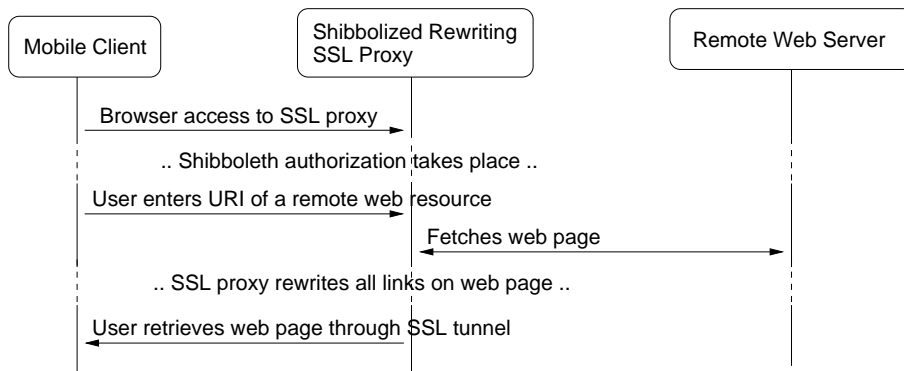 Mobile Client
Shibbolized Rewriting
SSL Proxy
Remote Web Server
Browser access to SSL proxy
.. Shibboleth authorization takes place ..
User enters URI of a remote web resource
Fetches web page
.. SSL proxy rewrites all links on web page ..
User retrieves web page through SSL tunnel